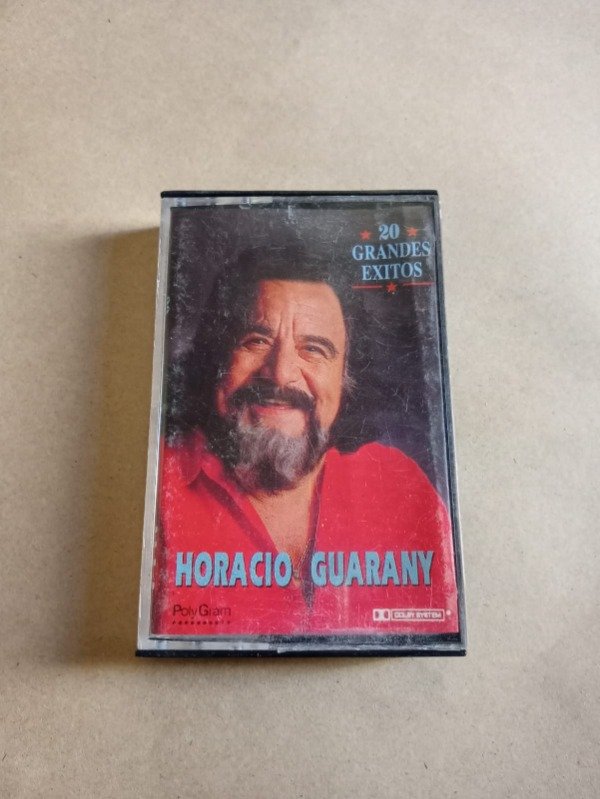 20
GRANDES
EXITOS
HORACIO GUARANY
PolyGram
DOLBY SYSTEM